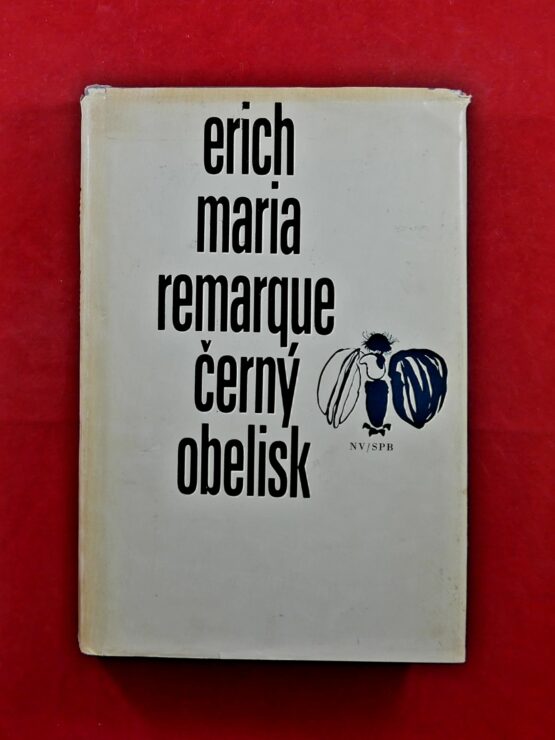 erich
maria
remarque
černý
obelisk
NV/SPB